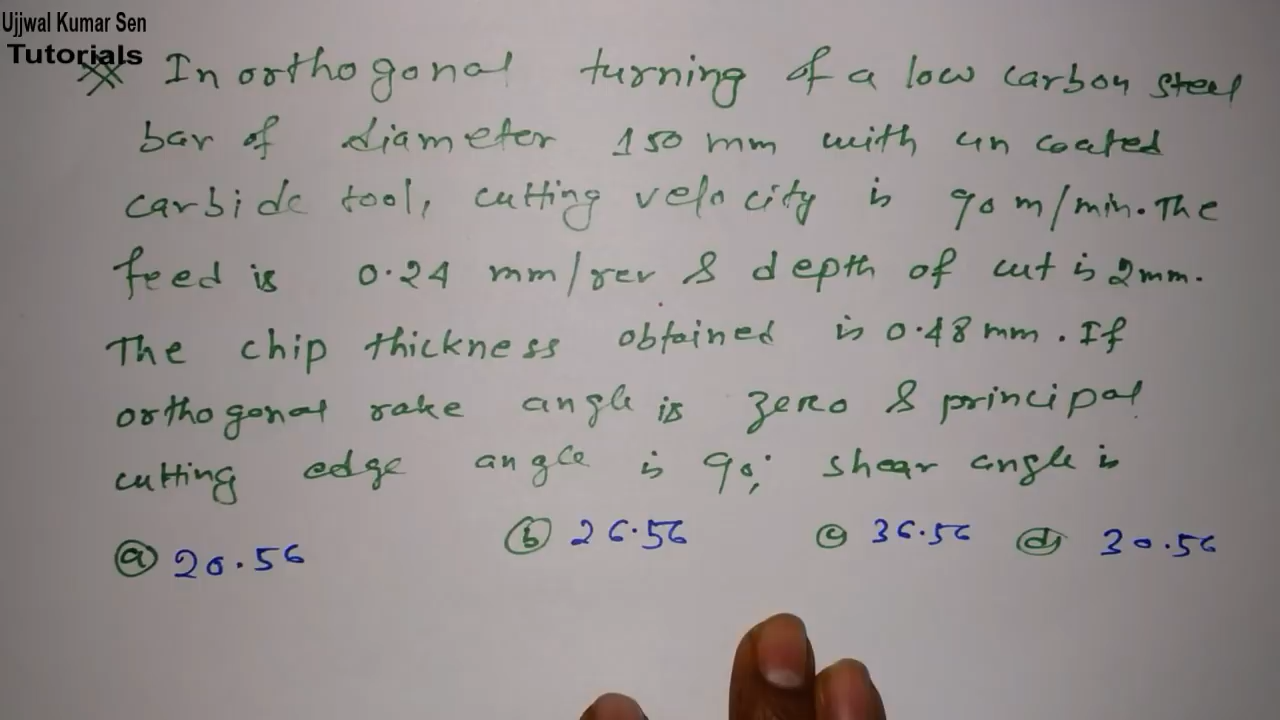 Ujjwal Kumar Sen
Tutorials
In orthogonal turning of a low carbon steel
bar of diameter 150 mm with un coated
carbide tool, cutting velocity is 90 m/min. The
feed is 0.24 mm/rev & depth of cut is 2mm.
The chip thickness obtained is 0.48 mm. If
orthogonal rake angle is zero & principal
cutting edge angle is 90°, shear angle is
(a) 20.56 (b) 26.56 (c) 36.56 (d) 30.56